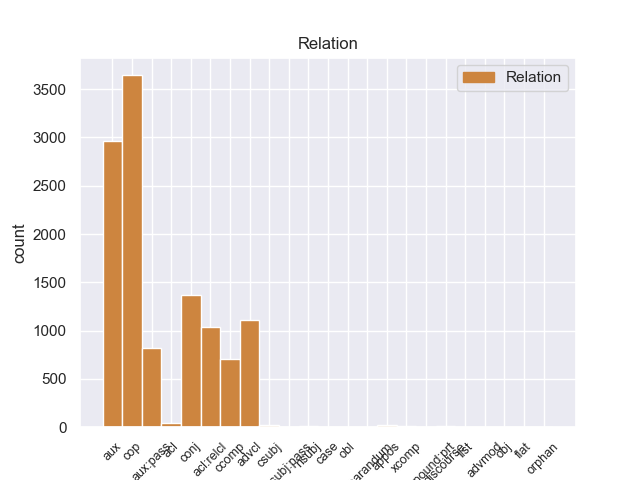 Relation
Relation
count
3500
3000
2500
2000
1500
1000
500
0
aux
cop
aux:pass
acl
conj
acl:relcl
ccomp
advcl
csubj
nsubj
case
obl
appos
xcomp
list
advmod
obj
flat
orphan